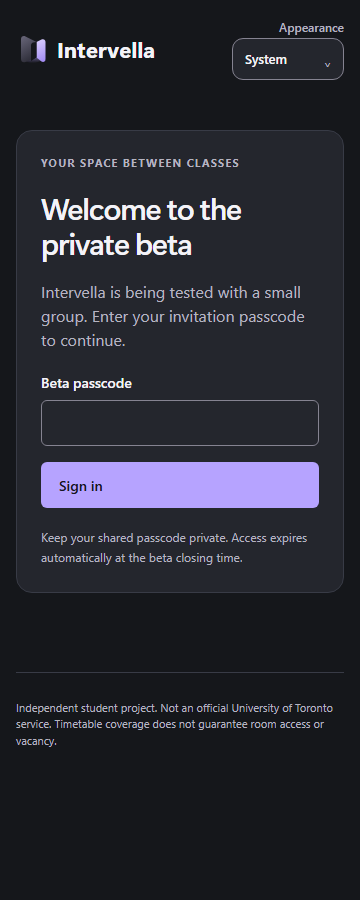 Appearance
Intervella
System
YOUR SPACE BETWEEN CLASSES
Welcome to the
private beta
Intervella is being tested with a small
group. Enter your invitation passcode
to continue.
Beta passcode
Sign in
Keep your shared passcode private. Access expires
automatically at the beta closing time.
Independent student project. Not an official University of Toronto
service. Timetable coverage does not guarantee room access or
vacancy.